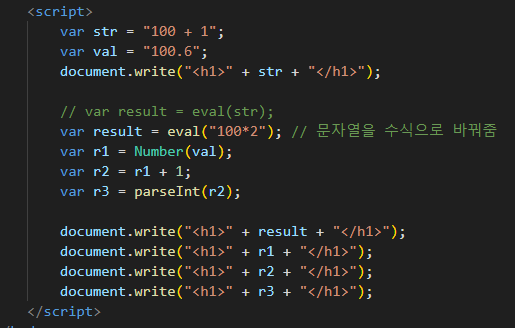 <script>
var str = "100 + 1";
var val = "100.6";
document.write("<h1>" + str + "</h1>");
// var result = eval(str);
var result = eval("100*2"); // 문자열을 수식으로 바꿔줌
var r1 = Number(val);
var r2 = r1 + 1;
var r3 = parseInt(r2);
document.write("<h1>" + result + "</h1>");
document.write("<h1>" + r1 + "</h1>");
document.write("<h1>" + r2 + "</h1>");
document.write("<h1>" + r3 + "</h1>");
</script>